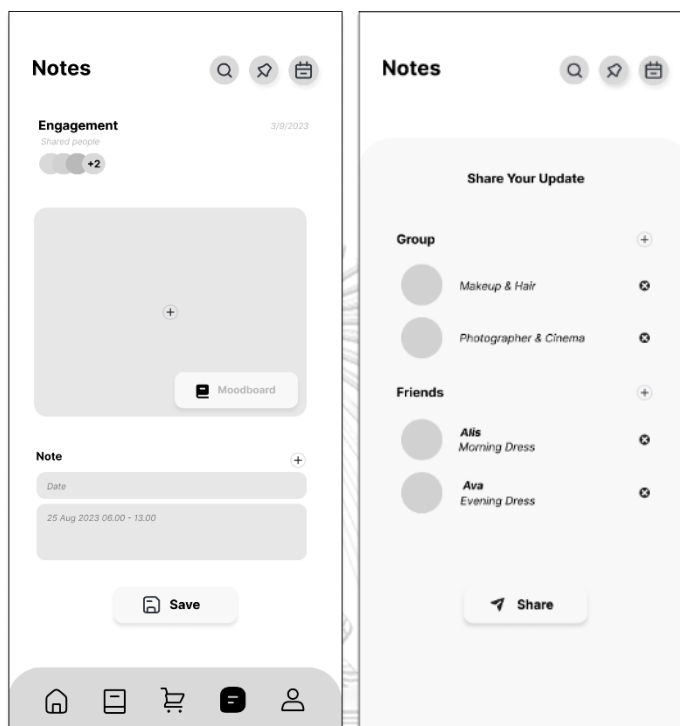 Notes
Engagement
3/9/2023
Shared people
+2
Moodboard
Note
Date
25 Aug 2023 06.00 - 13.00
Save
Notes
Share Your Update
Group
Makeup & Hair
Photographer & Cinema
Friends
Alis
Morning Dress
Ava
Evening Dress
Share